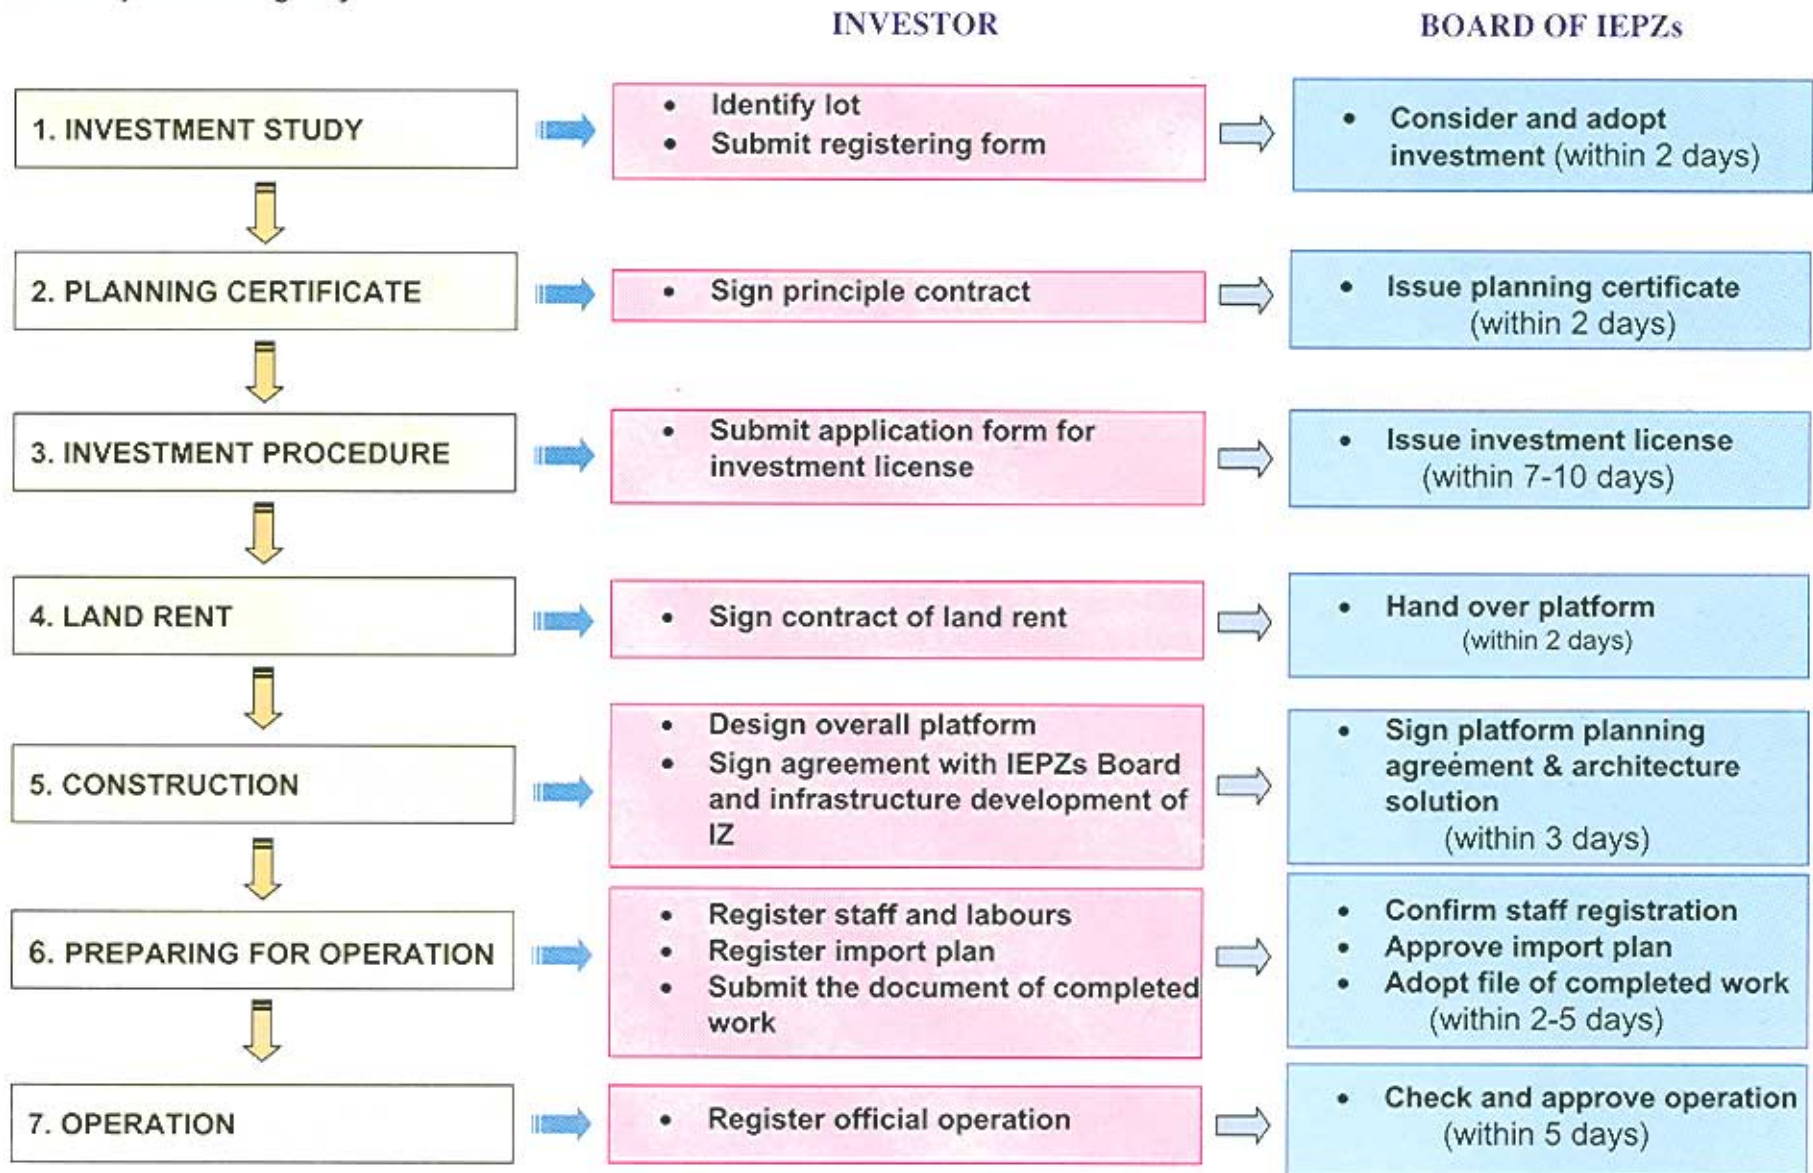 INVESTOR
BOARD OF IEPZs
1. INVESTMENT STUDY
• Identify lot
• Submit registering form
• Consider and adopt
investment (within 2 days)
2. PLANNING CERTIFICATE
• Sign principle contract
• Issue planning certificate
(within 2 days)
3. INVESTMENT PROCEDURE
• Submit application form for
investment license
• Issue investment license
(within 7-10 days)
4. LAND RENT
• Sign contract of land rent
• Hand over platform
(within 2 days)
5. CONSTRUCTION
• Design overall platform
• Sign agreement with IEPZs Board
and infrastructure development of
IZ
• Sign platform planning
agreement & architecture
solution
(within 3 days)
6. PREPARING FOR OPERATION
• Register staff and labours
• Register import plan
• Submit the document of completed
work
• Confirm staff registration
• Approve import plan
• Adopt file of completed work
(within 2-5 days)
7. OPERATION
• Register official operation
• Check and approve operation
(within 5 days)